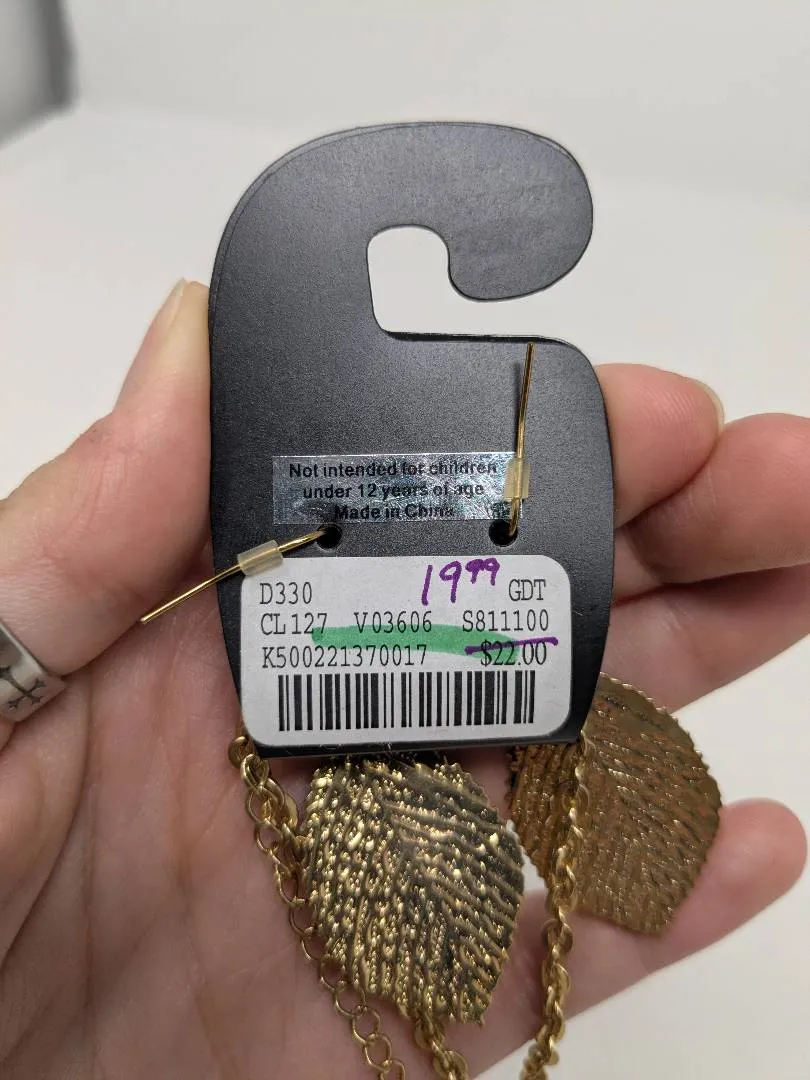 Not intended for children
under 12 years of age
Made in China
19⁹⁹
D330 GDT
CL127 V03606 S811100
K500221370017 $22.00